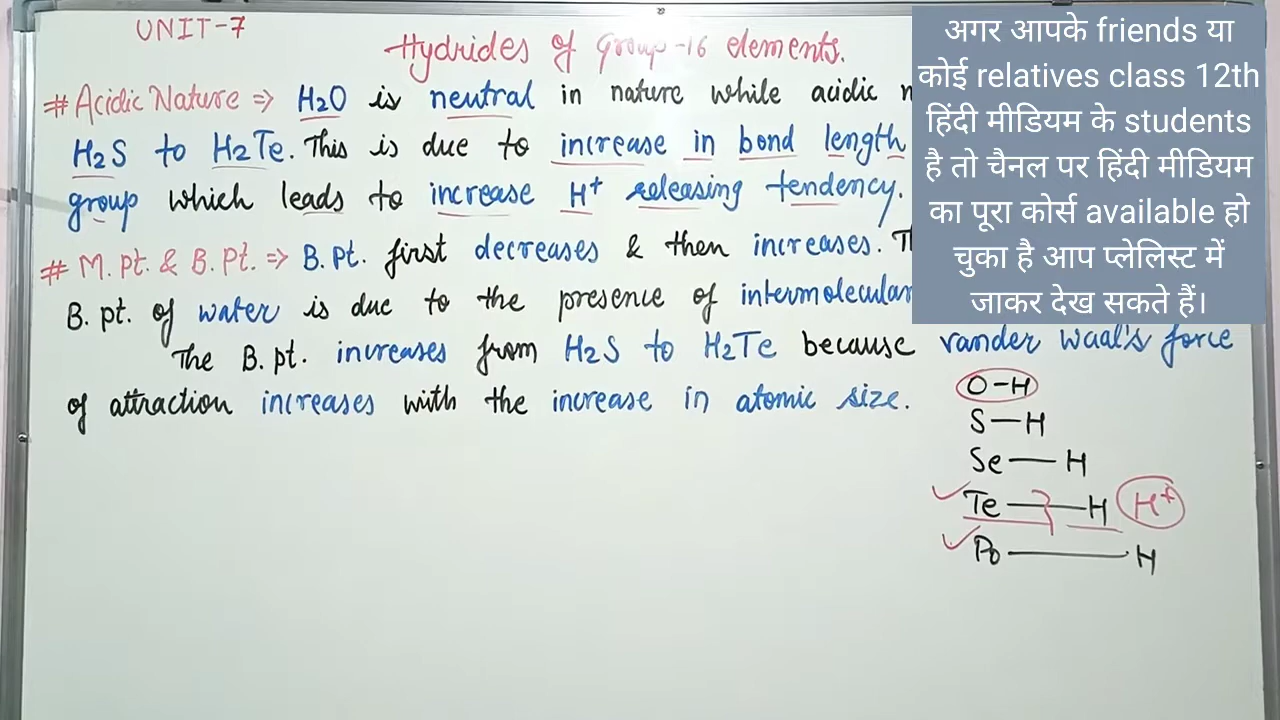 UNIT-7
Hydrides of Group-16 elements.
# Acidic Nature ⇒ H2O is neutral in nature while acidic
H2S to H2Te. This is due to increase in bond length
group which leads to increase H+ releasing tendency.
# M. pt. & B. pt. ⇒ B. pt. first decreases & then increases.
B. pt. of water is due to the presence of intermolecular
The B. pt. increases from H2S to H2Te because vander waal's force
of attraction increases with the increase in atomic size.
O-H
S-H
Se-H
Te-H H+
Po-H
अगर आपके friends या
कोई relatives class 12th
हिंदी मीडियम के students
है तो चैनल पर हिंदी मीडियम
का पूरा कोर्स available हो
चुका है आप प्लेलिस्ट में
जाकर देख सकते हैं।